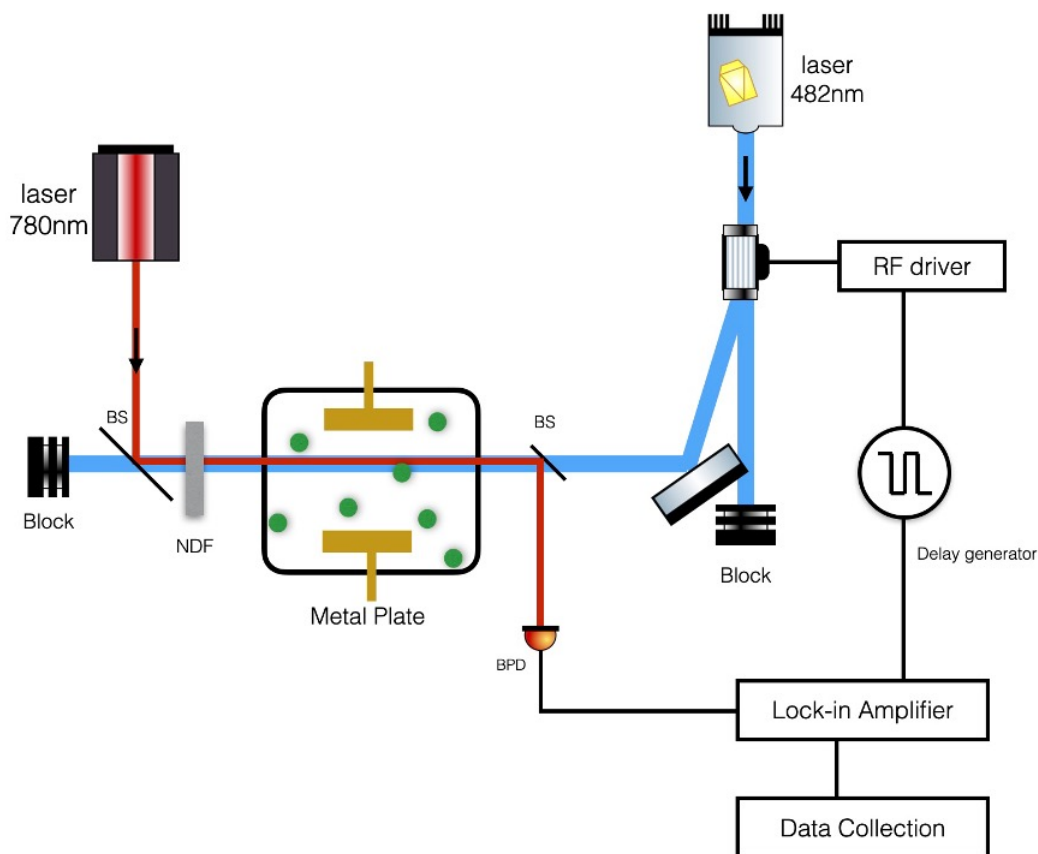 laser
482nm
laser
780nm
RF driver
BS
BS
Block
NDF
Block
Delay generator
Metal Plate
BPD
Lock-in Amplifier
Data Collection